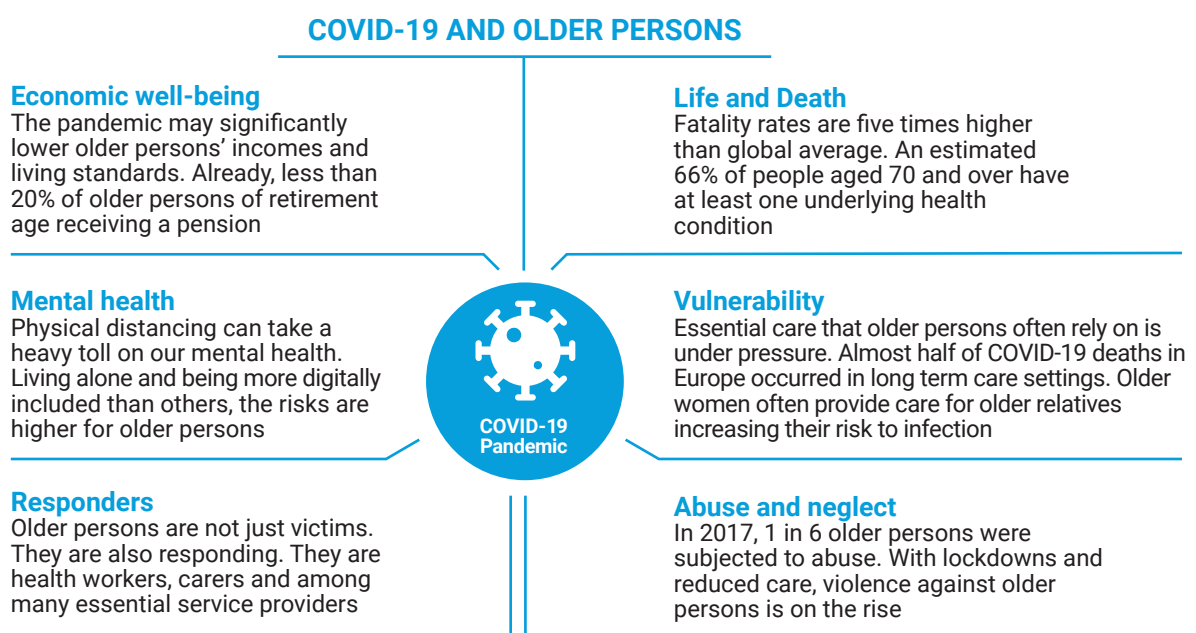 COVID-19 AND OLDER PERSONS
Economic well-being
The pandemic may significantly
lower older persons’ incomes and
living standards. Already, less than
20% of older persons of retirement
age receiving a pension
Life and Death
Fatality rates are five times higher
than global average. An estimated
66% of people aged 70 and over have
at least one underlying health
condition
Mental health
Physical distancing can take a
heavy toll on our mental health.
Living alone and being more digitally
included than others, the risks are
higher for older persons
COVID-19
Pandemic
Vulnerability
Essential care that older persons often rely on is
under pressure. Almost half of COVID-19 deaths in
Europe occurred in long term care settings. Older
women often provide care for older relatives
increasing their risk to infection
Responders
Older persons are not just victims.
They are also responding. They are
health workers, carers and among
many essential service providers
Abuse and neglect
In 2017, 1 in 6 older persons were
subjected to abuse. With lockdowns and
reduced care, violence against older
persons is on the rise